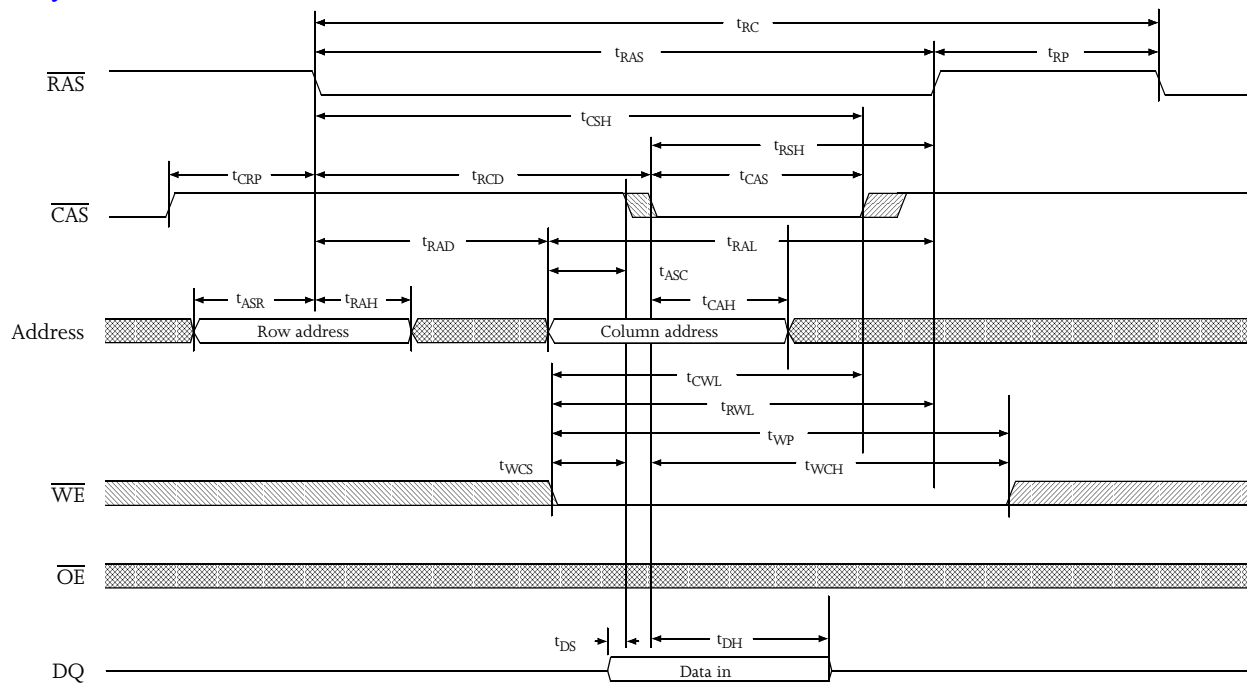 tRC
tRAS
tRP
RAS
tCSH
tRSH
tCRP
tRCD
tCAS
CAS
tRAD
tRAL
tASC
tASR
tRAH
tCAH
Address
Row address
Column address
tCWL
tRWL
tWP
tWCS
tWCH
WE
OE
tDS
tDH
DQ
Data in